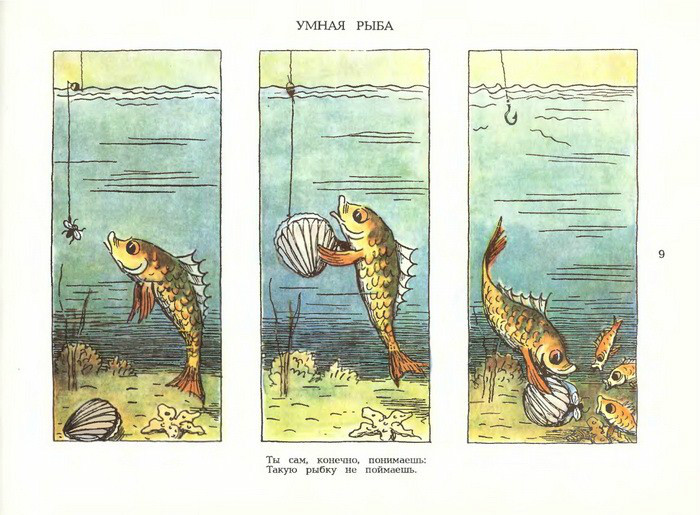 УМНАЯ РЫБА
9
Ты сам, конечно, понимаешь:
Такую рыбку не поймаешь.